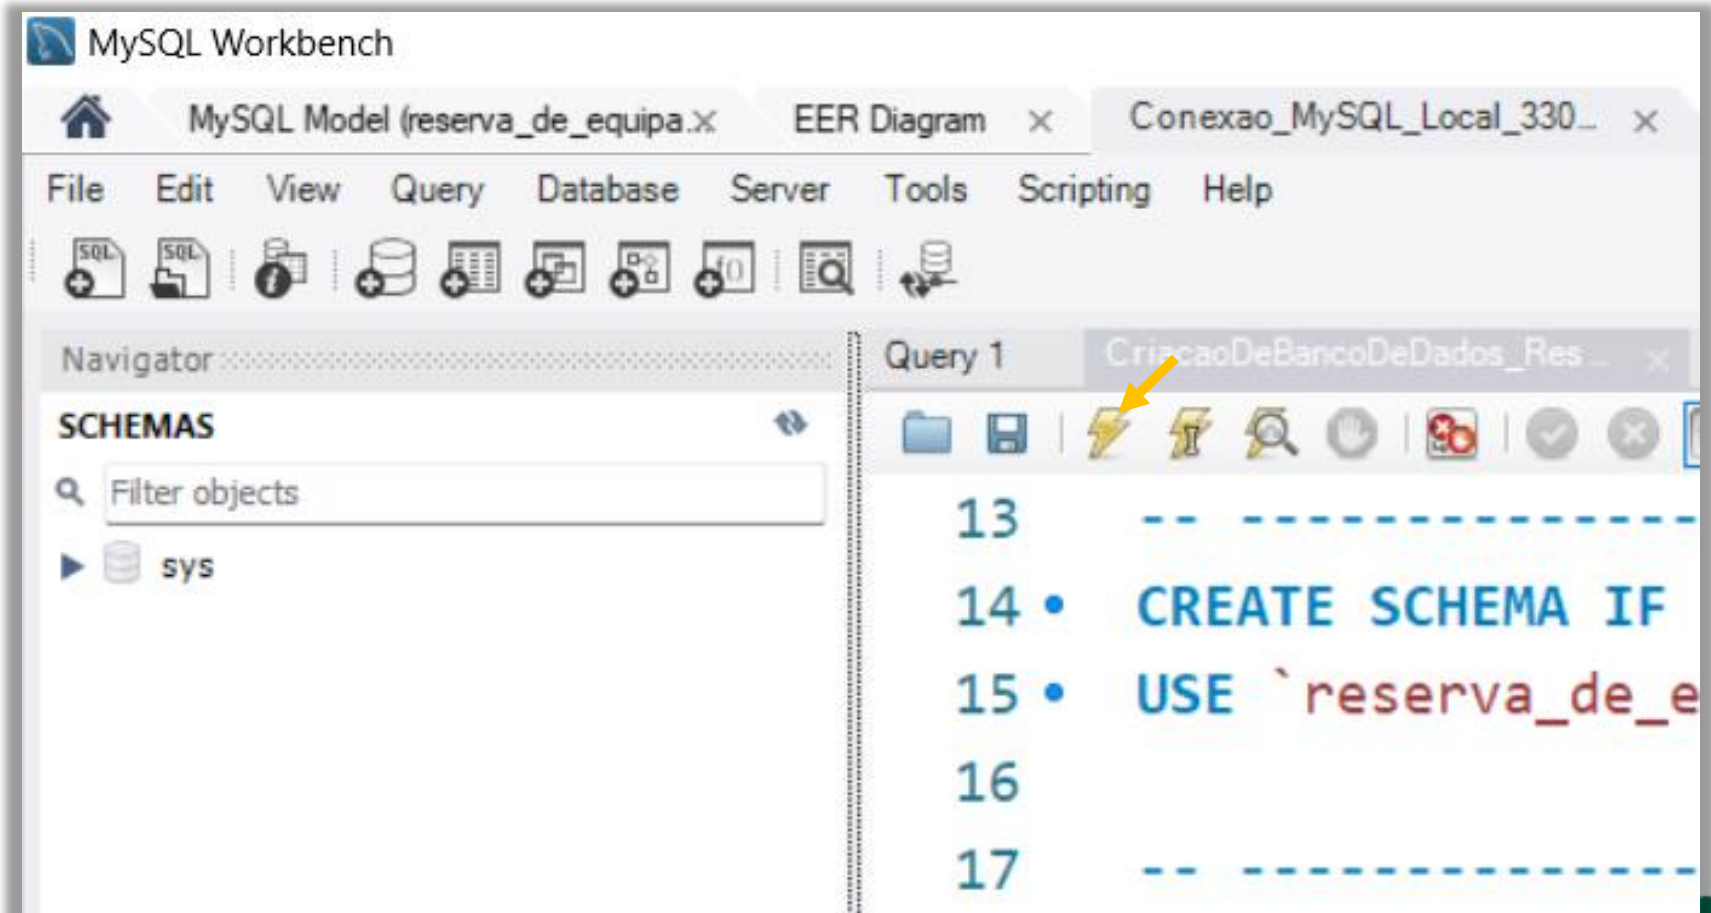 MySQL Workbench
MySQL Model (reserva_de_equipa.× EER Diagram × Conexao_MySQL_Local_330... ×
File Edit View Query Database Server Tools Scripting Help
SQL SQL
Navigator
Query 1 CriacaoDeBancoDeDados_Res... ×
SCHEMAS
Filter objects
sys
13 -- ---------------
14 • CREATE SCHEMA IF
15 • USE `reserva_de_e
16
17 -- ---------------